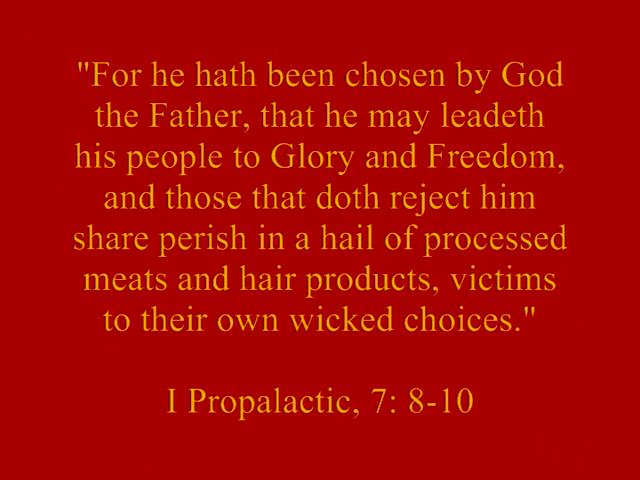 "For he hath been chosen by God
the Father, that he may leadeth
his people to Glory and Freedom,
and those that doth reject him
share perish in a hail of processed
meats and hair products, victims
to their own wicked choices."
I Propalactic, 7: 8-10